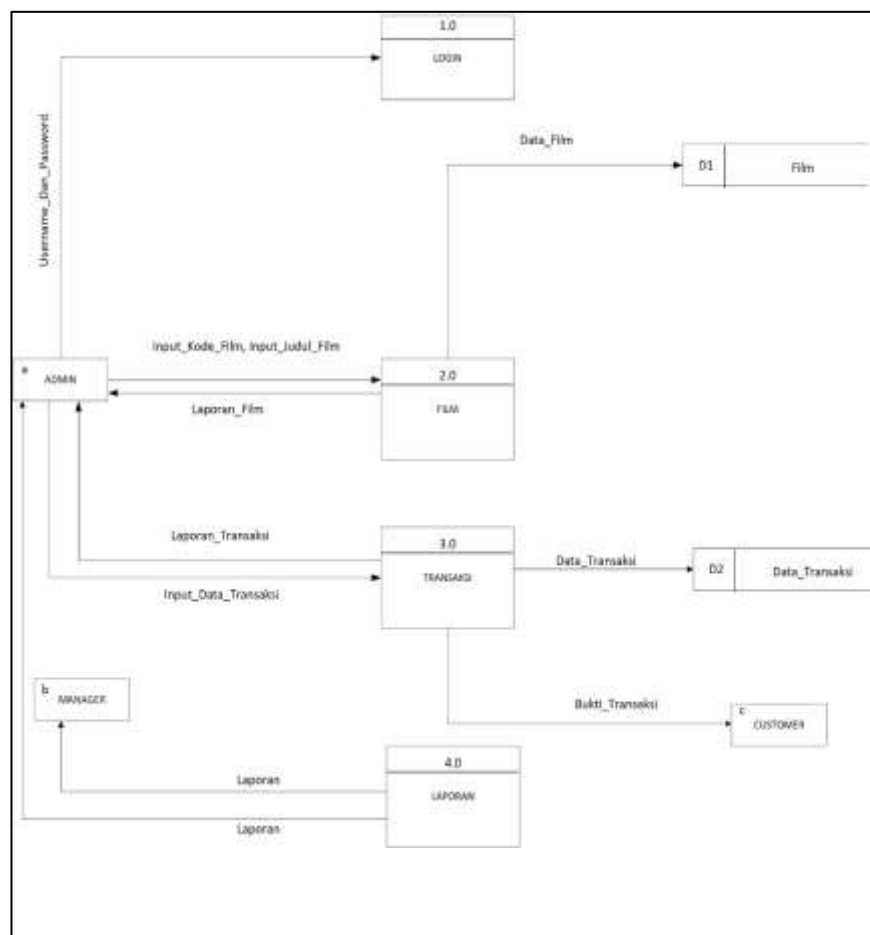 1.0
LOGIN
Data_Film
D1
Film
Username_Dan_Password
Input_Kode_Film, Input_Judul_Film
a
ADMIN
2.0
FILM
Laporan_Film
Laporan_Transaksi
3.0
TRANSAKSI
Data_Transaksi
D2
Data_Transaksi
Input_Data_Transaksi
b
MANAGER
Bukti_Transaksi
c
CUSTOMER
4.0
LAPORAN
Laporan
Laporan